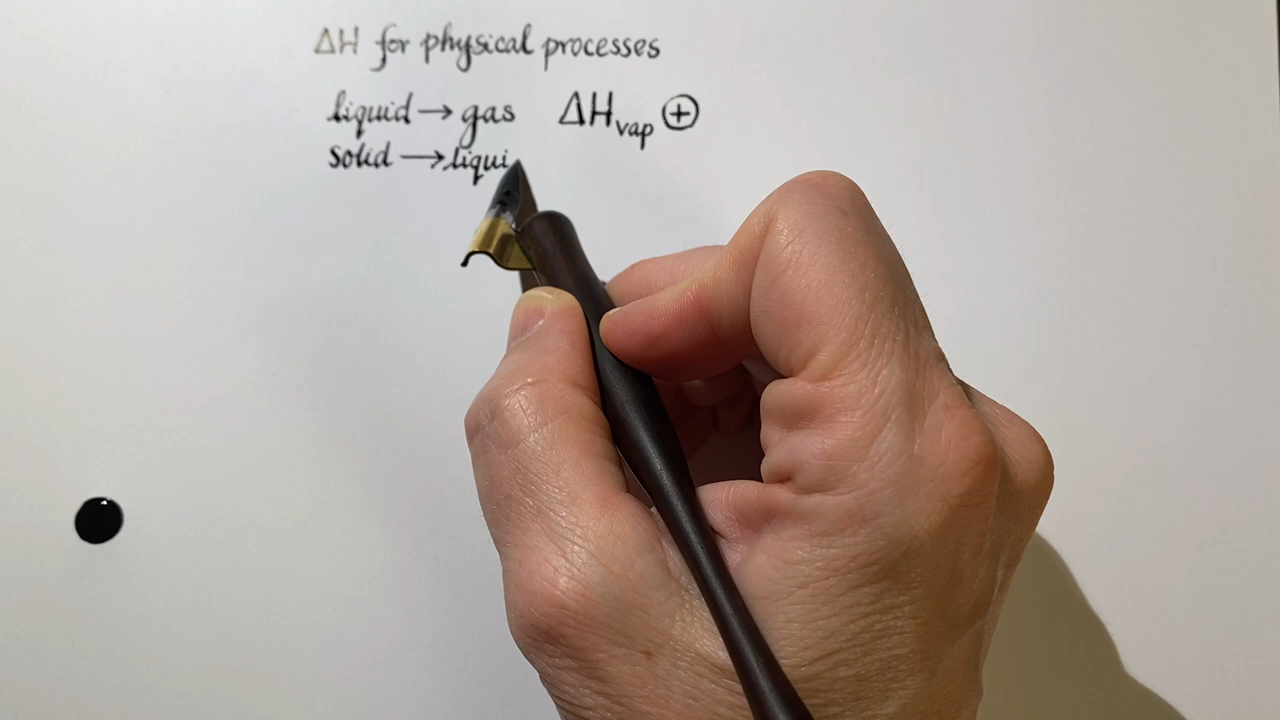 ΔH for physical processes
liquid → gas ΔHvap ⊕
solid → liqui